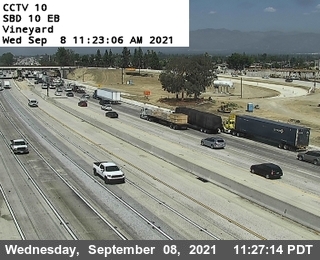 CCTV 10
SBD 10 EB
Vineyard
Wed Sep  8 11:23:06 AM 2021
Wednesday, September 08, 2021 11:27:14 PDT